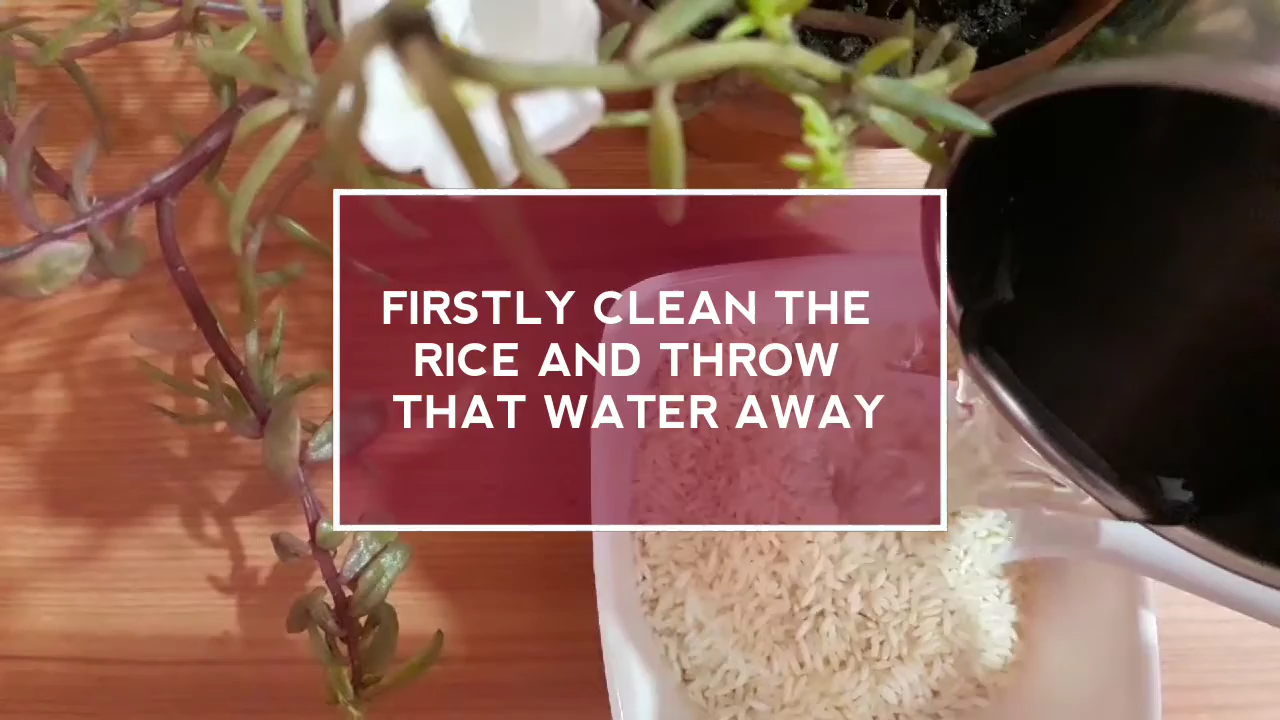 FIRSTLY CLEAN THE
RICE AND THROW
THAT WATER AWAY